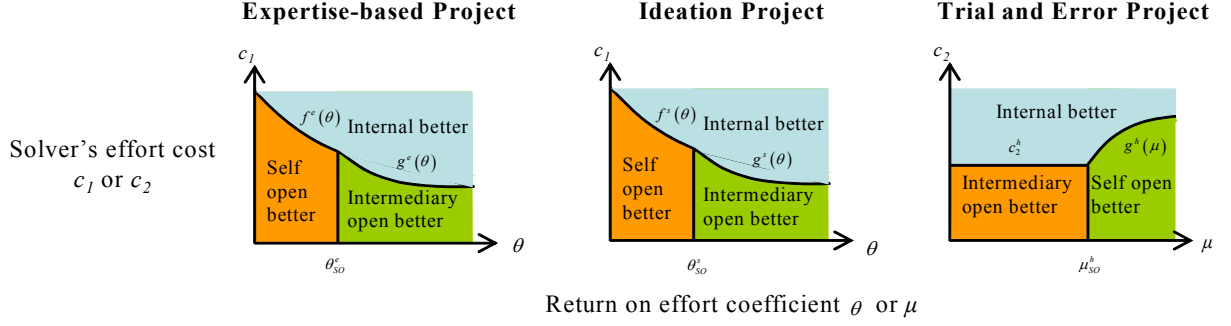 Expertise-based Project
Ideation Project
Trial and Error Project
Solver's effort cost
c₁ or c₂
c₁
f^e(θ)
Internal better
g^e(θ)
Self
open
better
Intermediary
open better
θ
θ^e_SO
c₁
f^s(θ)
Internal better
g^s(θ)
Self
open
better
Intermediary
open better
θ
θ^s_SO
c₂
Internal better
c₂^h
g^h(μ)
Intermediary
open better
Self open
better
μ
μ^h_SO
Return on effort coefficient θ or μ